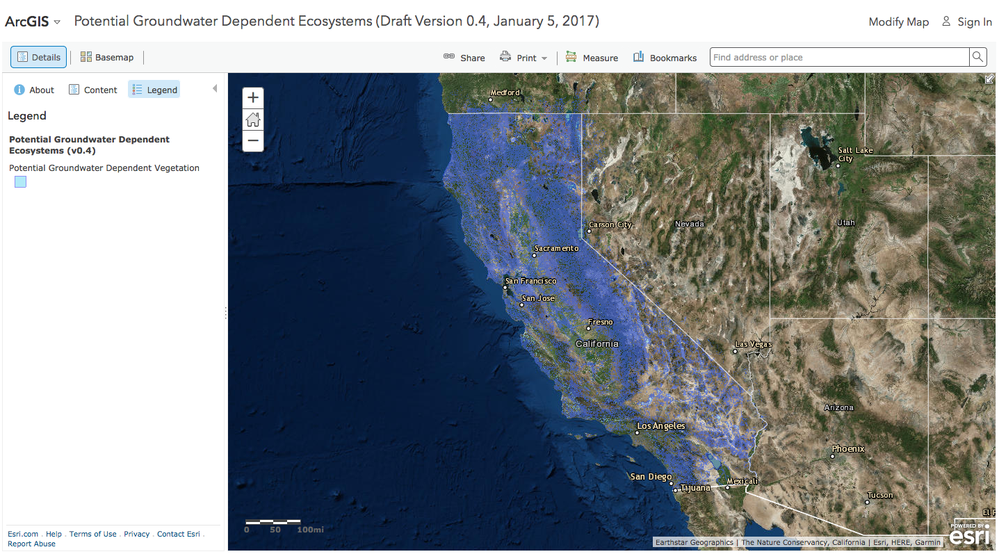 ArcGIS Potential Groundwater Dependent Ecosystems (Draft Version 0.4, January 5, 2017) Modify Map Sign In
Details Basemap Share Print Measure Bookmarks Find address or place
About Content Legend
Legend
Potential Groundwater Dependent
Ecosystems (v0.4)
Potential Groundwater Dependent Vegetation
+
−
Medford
Salt Lake
City
Carson City
Nevada
Utah
Sacramento
San Francisco
San Jose
Fresno
California
Las Vegas
Arizona
Los Angeles
Phoenix
San Diego
Mexicali
Tijuana
Tucson
El P
0 50 100mi
POWERED BY
esri
Earthstar Geographics | The Nature Conservancy, California | Esri, HERE, Garmin
Esri.com . Help . Terms of Use . Privacy . Contact Esri .
Report Abuse